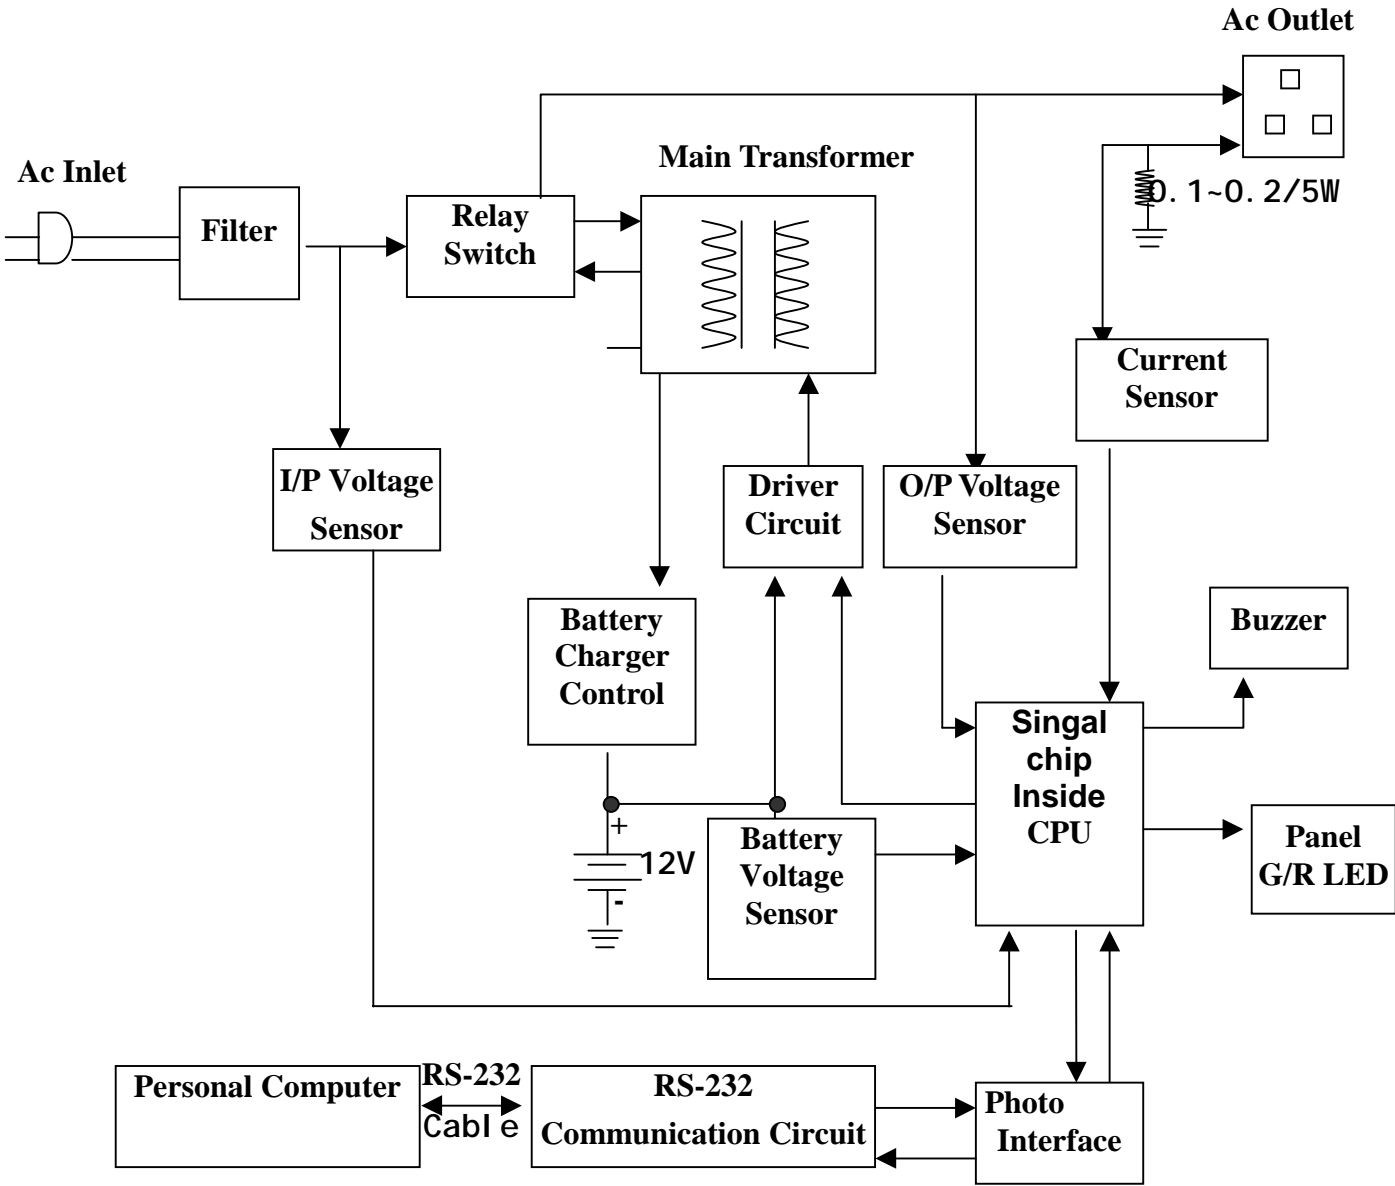 Ac Outlet
Ac Inlet
Main Transformer
0.1~0.2/5W
Filter
Relay
Switch
Current
Sensor
I/P Voltage
Sensor
Driver
Circuit
O/P Voltage
Sensor
Battery
Charger
Control
Buzzer
Singal
chip
Inside
CPU
+
12V
-
Battery
Voltage
Sensor
Panel
G/R LED
Personal Computer
RS-232
Cable
RS-232
Communication Circuit
Photo
Interface